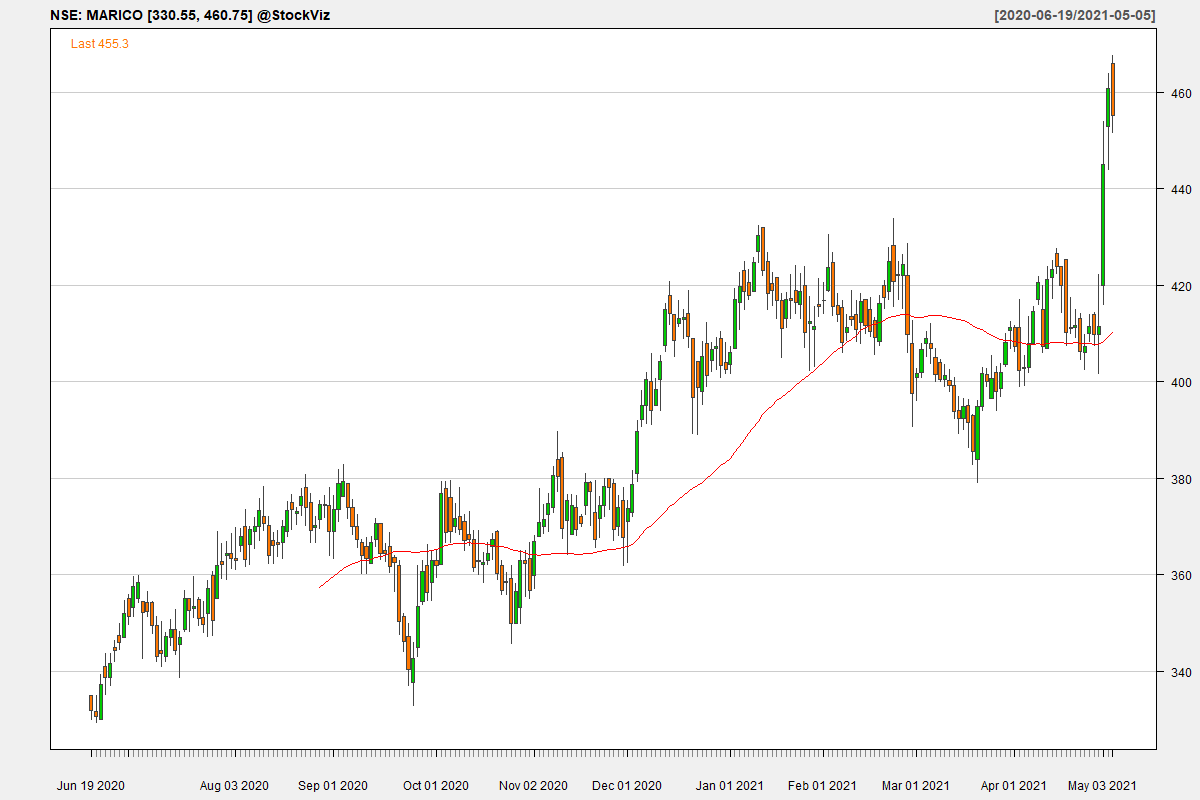 NSE: MARICO [330.55, 460.75] @StockViz
[2020-06-19/2021-05-05]
Last 455.3
460
440
420
400
380
360
340
Jun 19 2020
Aug 03 2020
Sep 01 2020
Oct 01 2020
Nov 02 2020
Dec 01 2020
Jan 01 2021
Feb 01 2021
Mar 01 2021
Apr 01 2021
May 03 2021